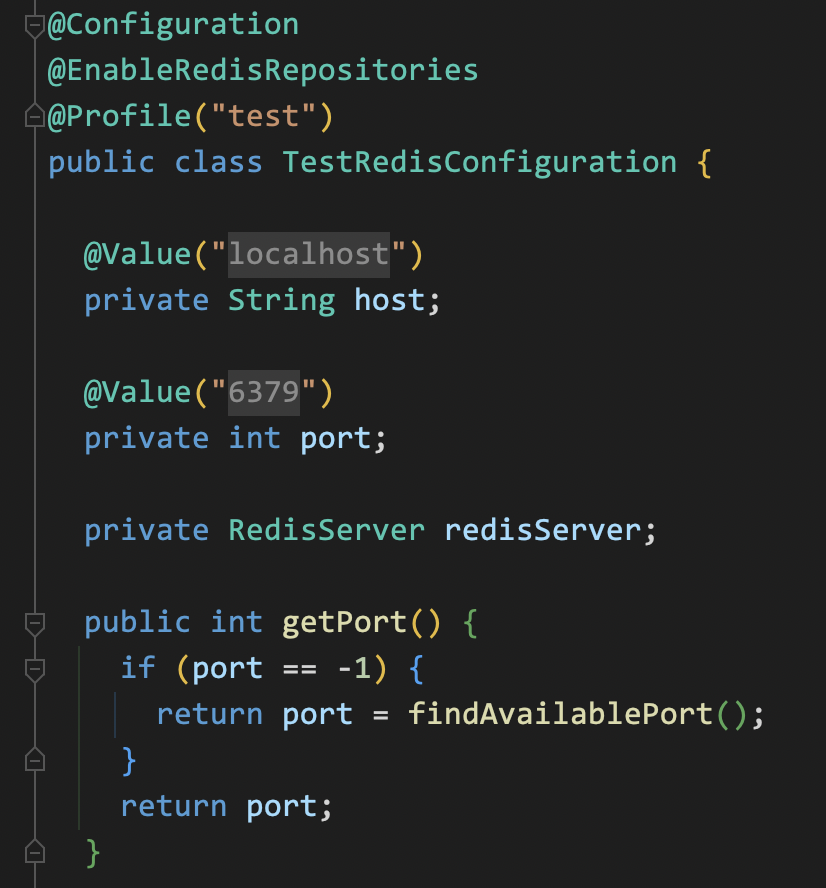 @Configuration
@EnableRedisRepositories
@Profile("test")
public class TestRedisConfiguration {
@Value("localhost")
private String host;
@Value("6379")
private int port;
private RedisServer redisServer;
public int getPort() {
if (port == -1) {
return port = findAvailablePort();
}
return port;
}